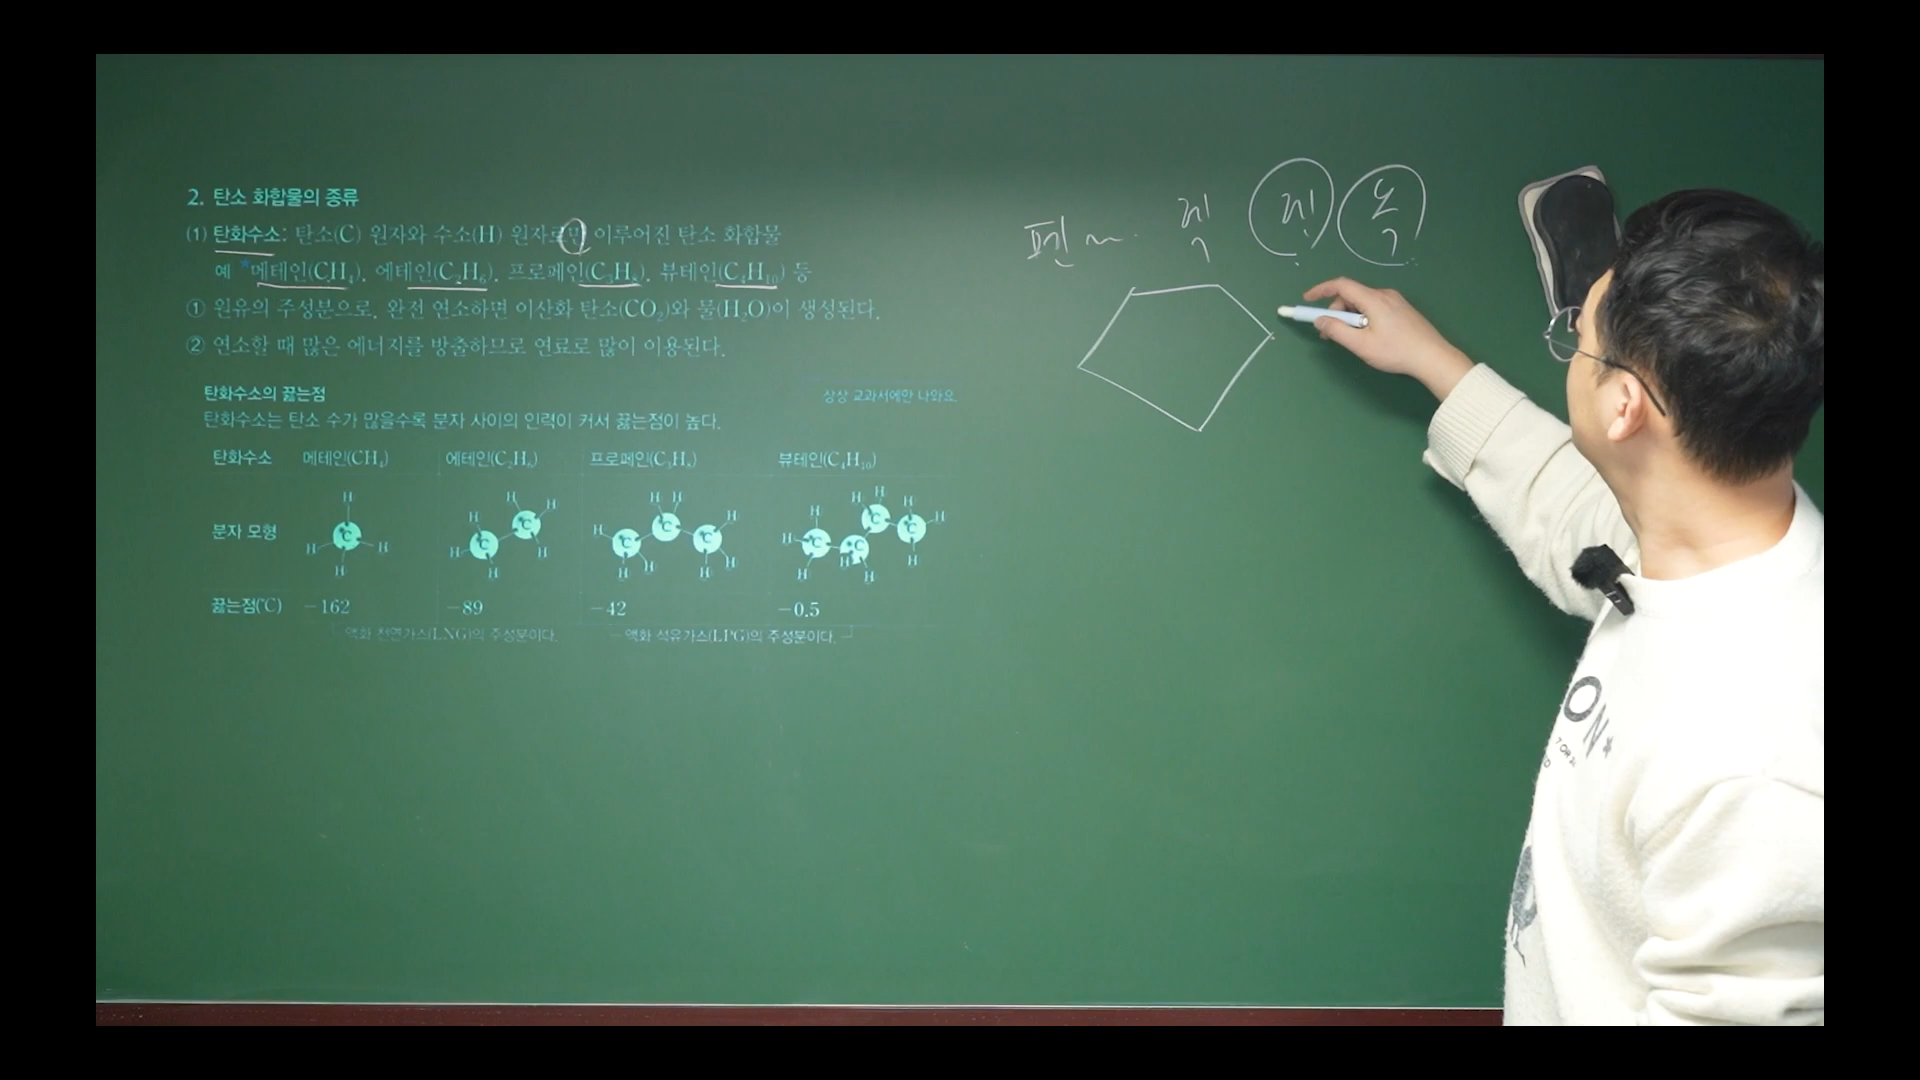 2. 탄소 화합물의 종류
(1) 탄화수소: 탄소(C) 원자와 수소(H) 원자로만 이루어진 탄소 화합물
예 *메테인(CH₄), 에테인(C₂H₆), 프로페인(C₃H₈), 뷰테인(C₄H₁₀) 등
① 원유의 주성분으로, 완전 연소하면 이산화 탄소(CO₂)와 물(H₂O)이 생성된다.
② 연소할 때 많은 에너지를 방출하므로 연료로 많이 이용된다.
탄화수소의 끓는점
상상 교과서에만 나와요.
탄화수소는 탄소 수가 많을수록 분자 사이의 인력이 커서 끓는점이 높다.
탄화수소 메테인(CH₄) 에테인(C₂H₆) 프로페인(C₃H₈) 뷰테인(C₄H₁₀)
분자 모형
끓는점(℃) -162 -89 -42 -0.5
액화 천연가스(LNG)의 주성분이다. 액화 석유가스(LPG)의 주성분이다.
펜 ~ 헥 헵 옥
ON*